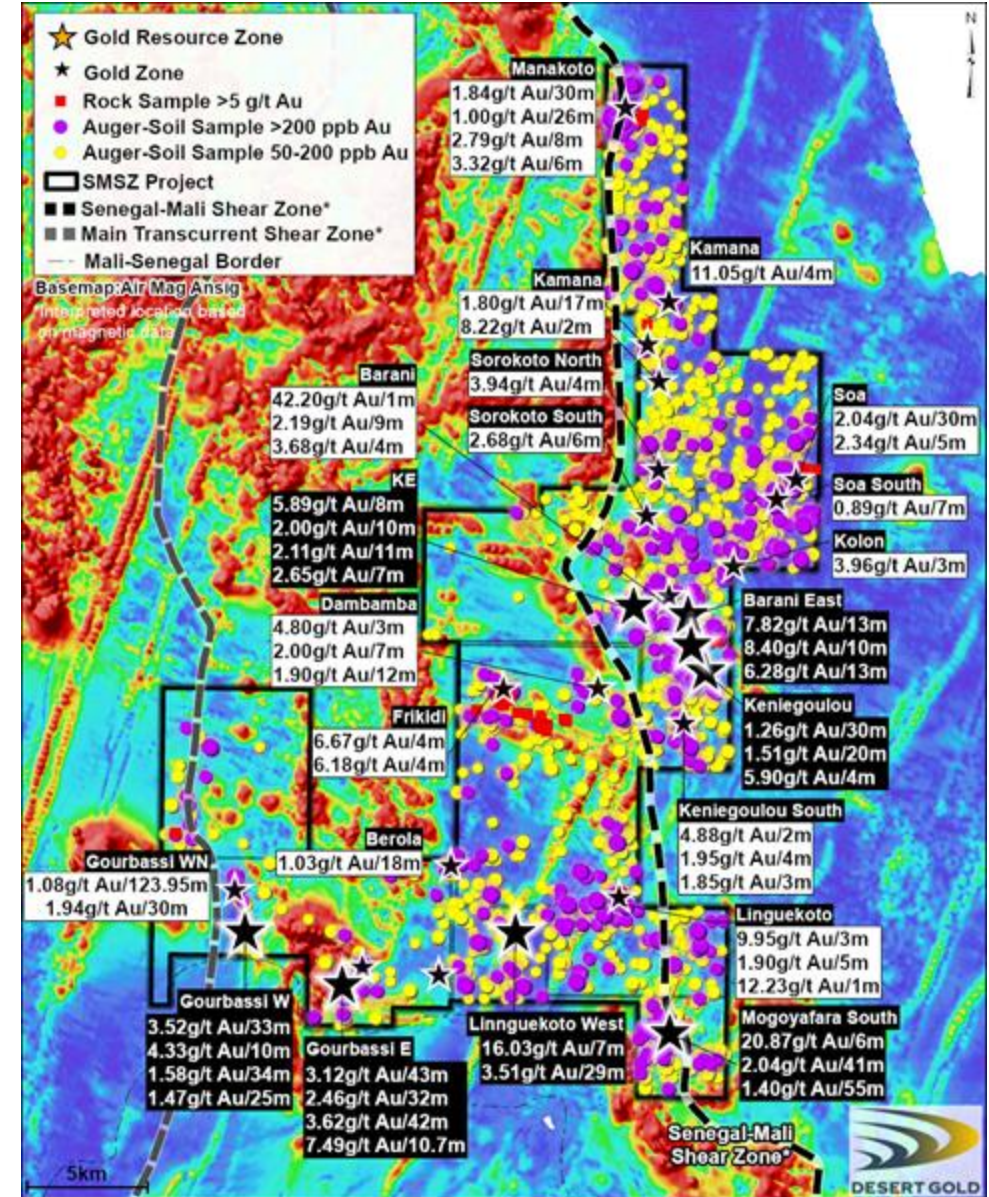 N
Gold Resource Zone
Gold Zone
Rock Sample >5 g/t Au
Auger-Soil Sample >200 ppb Au
Auger-Soil Sample 50-200 ppb Au
SMSZ Project
Senegal-Mali Shear Zone*
Main Transcurrent Shear Zone*
Mali-Senegal Border
Basemap:Air Mag Ansig
*Interpreted location based
on magnetic data
Manakoto
1.84g/t Au/30m
1.00g/t Au/26m
2.79g/t Au/8m
3.32g/t Au/6m
Kamana
11.05g/t Au/4m
Kamana
1.80g/t Au/17m
8.22g/t Au/2m
Sorokoto North
3.94g/t Au/4m
Sorokoto South
2.68g/t Au/6m
Barani
42.20g/t Au/1m
2.19g/t Au/9m
3.68g/t Au/4m
Soa
2.04g/t Au/30m
2.34g/t Au/5m
Soa South
0.89g/t Au/7m
Kolon
3.96g/t Au/3m
KE
5.89g/t Au/8m
2.00g/t Au/10m
2.11g/t Au/11m
2.65g/t Au/7m
Dambamba
4.80g/t Au/3m
2.00g/t Au/7m
1.90g/t Au/12m
Barani East
7.82g/t Au/13m
8.40g/t Au/10m
6.28g/t Au/13m
Keniegoulou
1.26g/t Au/30m
1.51g/t Au/20m
5.90g/t Au/4m
Frikidi
6.67g/t Au/4m
6.18g/t Au/4m
Keniegoulou South
4.88g/t Au/2m
1.95g/t Au/4m
1.85g/t Au/3m
Berola
1.03g/t Au/18m
Gourbassi WN
1.08g/t Au/123.95m
1.94g/t Au/30m
Linguekoto
9.95g/t Au/3m
1.90g/t Au/5m
12.23g/t Au/1m
Gourbassi W
3.52g/t Au/33m
4.33g/t Au/10m
1.58g/t Au/34m
1.47g/t Au/25m
Gourbassi E
3.12g/t Au/43m
2.46g/t Au/32m
3.62g/t Au/42m
7.49g/t Au/10.7m
Linnguekoto West
16.03g/t Au/7m
3.51g/t Au/29m
Mogoyafara South
20.87g/t Au/6m
2.04g/t Au/41m
1.40g/t Au/55m
Senegal-Mali
Shear Zone*
5km
DESERT GOLD